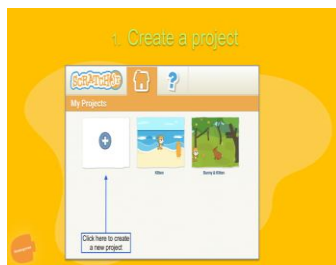 1. Create a project
SCRATCHJR
?
My Projects
Kitten
Bunny & Kitten
Click here to create
a new project